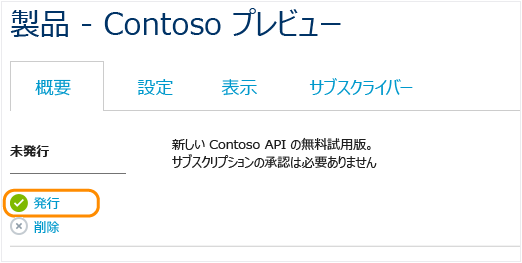 製品 - Contoso プレビュー
概要 設定 表示 サブスクライバー
未発行
新しい Contoso API の無料試用版。
サブスクリプションの承認は必要ありません
発行
削除